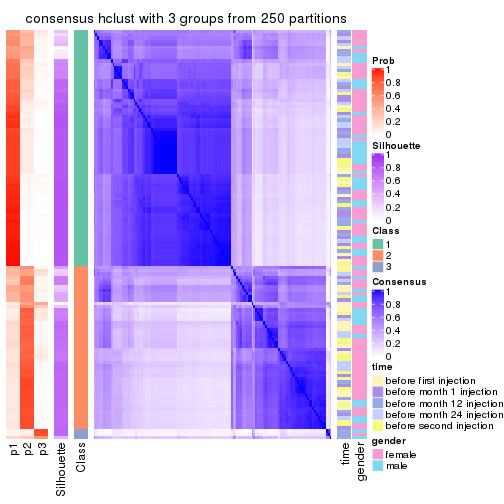 consensus hclust with 3 groups from 250 partitions
Prob
1
0.8
0.6
0.4
0.2
0
Silhouette
1
0.8
0.6
0.4
0.2
0
Class
1
2
3
Consensus
1
0.8
0.6
0.4
0.2
0
time
before first injection
before month 1 injection
before month 12 injection
before month 24 injection
before second injection
gender
female
male
p1
p2
p3
Silhouette
Class
time
gender